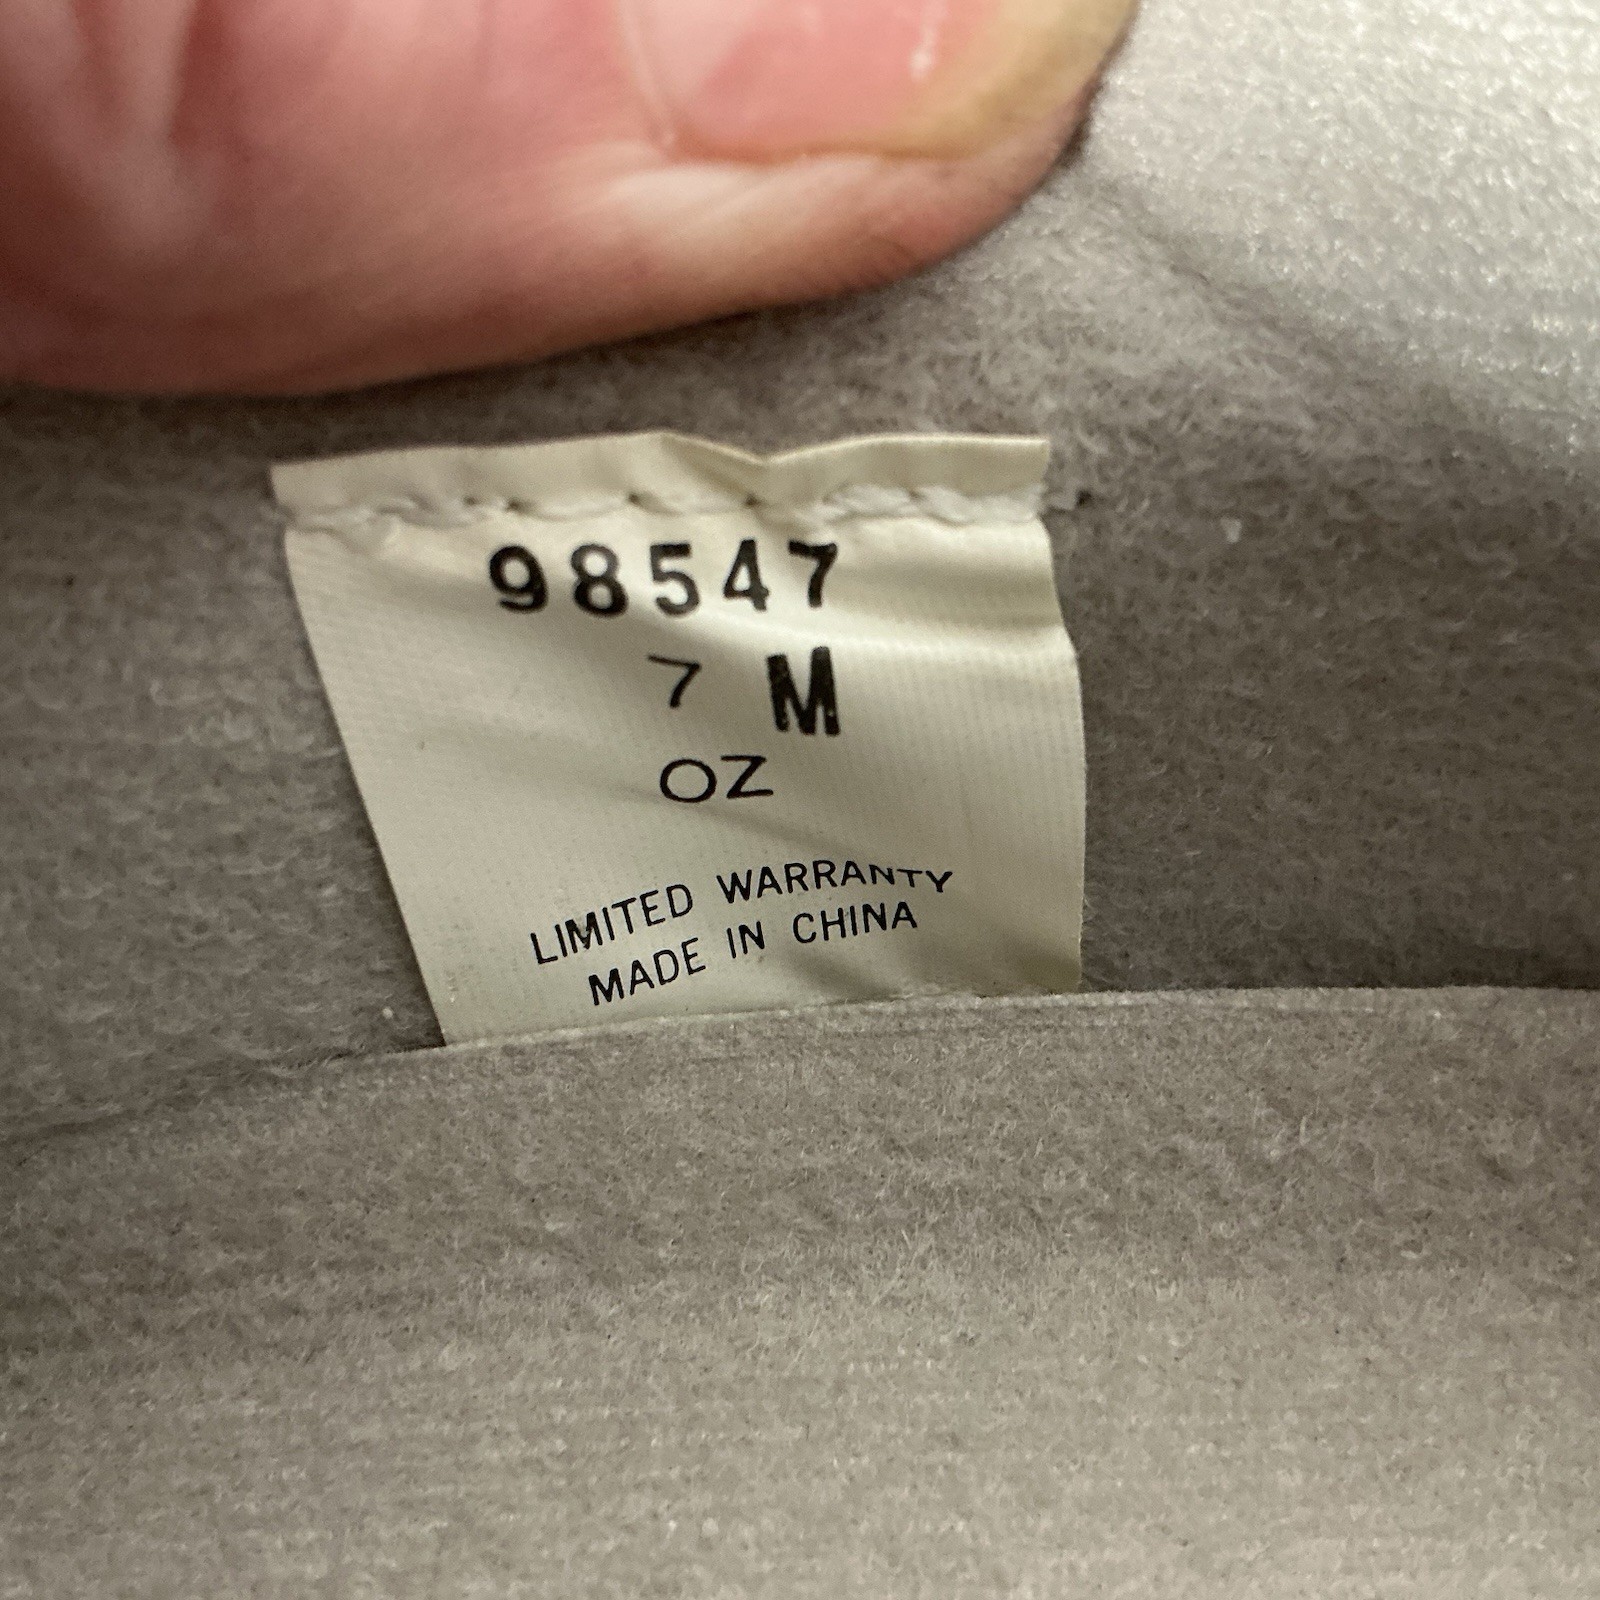 98547
7 M
OZ
LIMITED WARRANTY
MADE IN CHINA